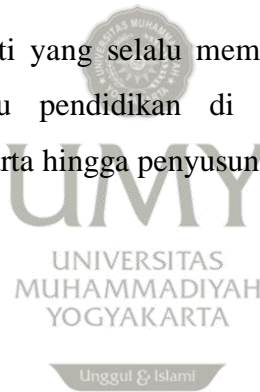 ti yang selalu mem
u pendidikan di
rta hingga penyusun
UMY
UNIVERSITAS
MUHAMMADIYAH
YOGYAKARTA
Unggul & Islami